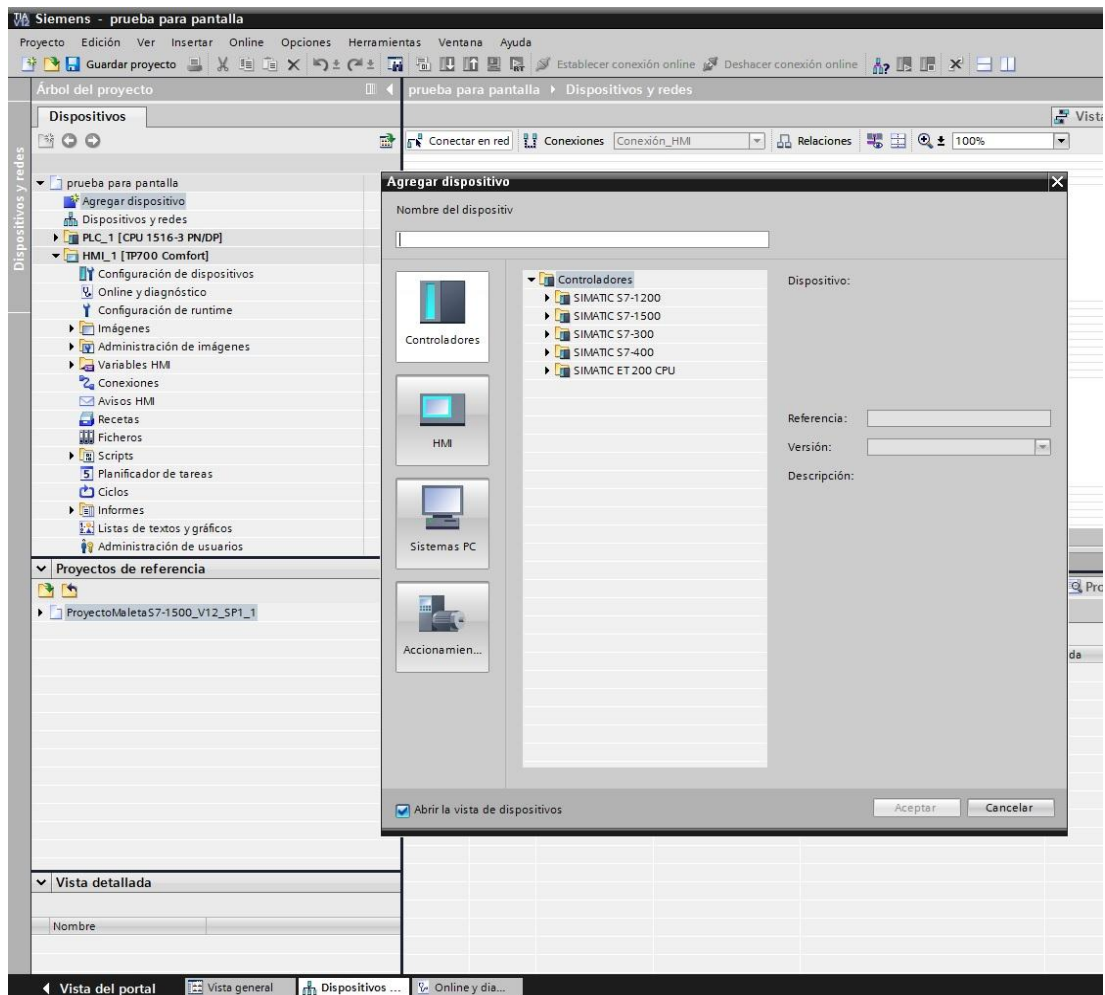 Siemens - prueba para pantalla
Proyecto Edición Ver Insertar Online Opciones Herramientas Ventana Ayuda
Guardar proyecto Establecer conexión online Deshacer conexión online
Árbol del proyecto
prueba para pantalla Dispositivos y redes
Dispositivos
Vista
Conectar en red Conexiones Conexión_HMI Relaciones 100%
Dispositivos y redes
prueba para pantalla
Agregar dispositivo
Dispositivos y redes
PLC_1 [CPU 1516-3 PN/DP]
HMI_1 [TP700 Comfort]
Configuración de dispositivos
Online y diagnóstico
Configuración de runtime
Imágenes
Administración de imágenes
Variables HMI
Conexiones
Avisos HMI
Recetas
Ficheros
Scripts
Planificador de tareas
Ciclos
Informes
Listas de textos y gráficos
Administración de usuarios
Proyectos de referencia
ProyectoMaletaS7-1500_V12_SP1_1
Vista detallada
Nombre
Agregar dispositivo
Nombre del dispositiv
Controladores
HMI
Sistemas PC
Accionamien...
Controladores
SIMATIC S7-1200
SIMATIC S7-1500
SIMATIC S7-300
SIMATIC S7-400
SIMATIC ET 200 CPU
Dispositivo:
Referencia:
Versión:
Descripción:
Abrir la vista de dispositivos
Aceptar Cancelar
Pro
da
Vista del portal Vista general Dispositivos ... Online y dia...